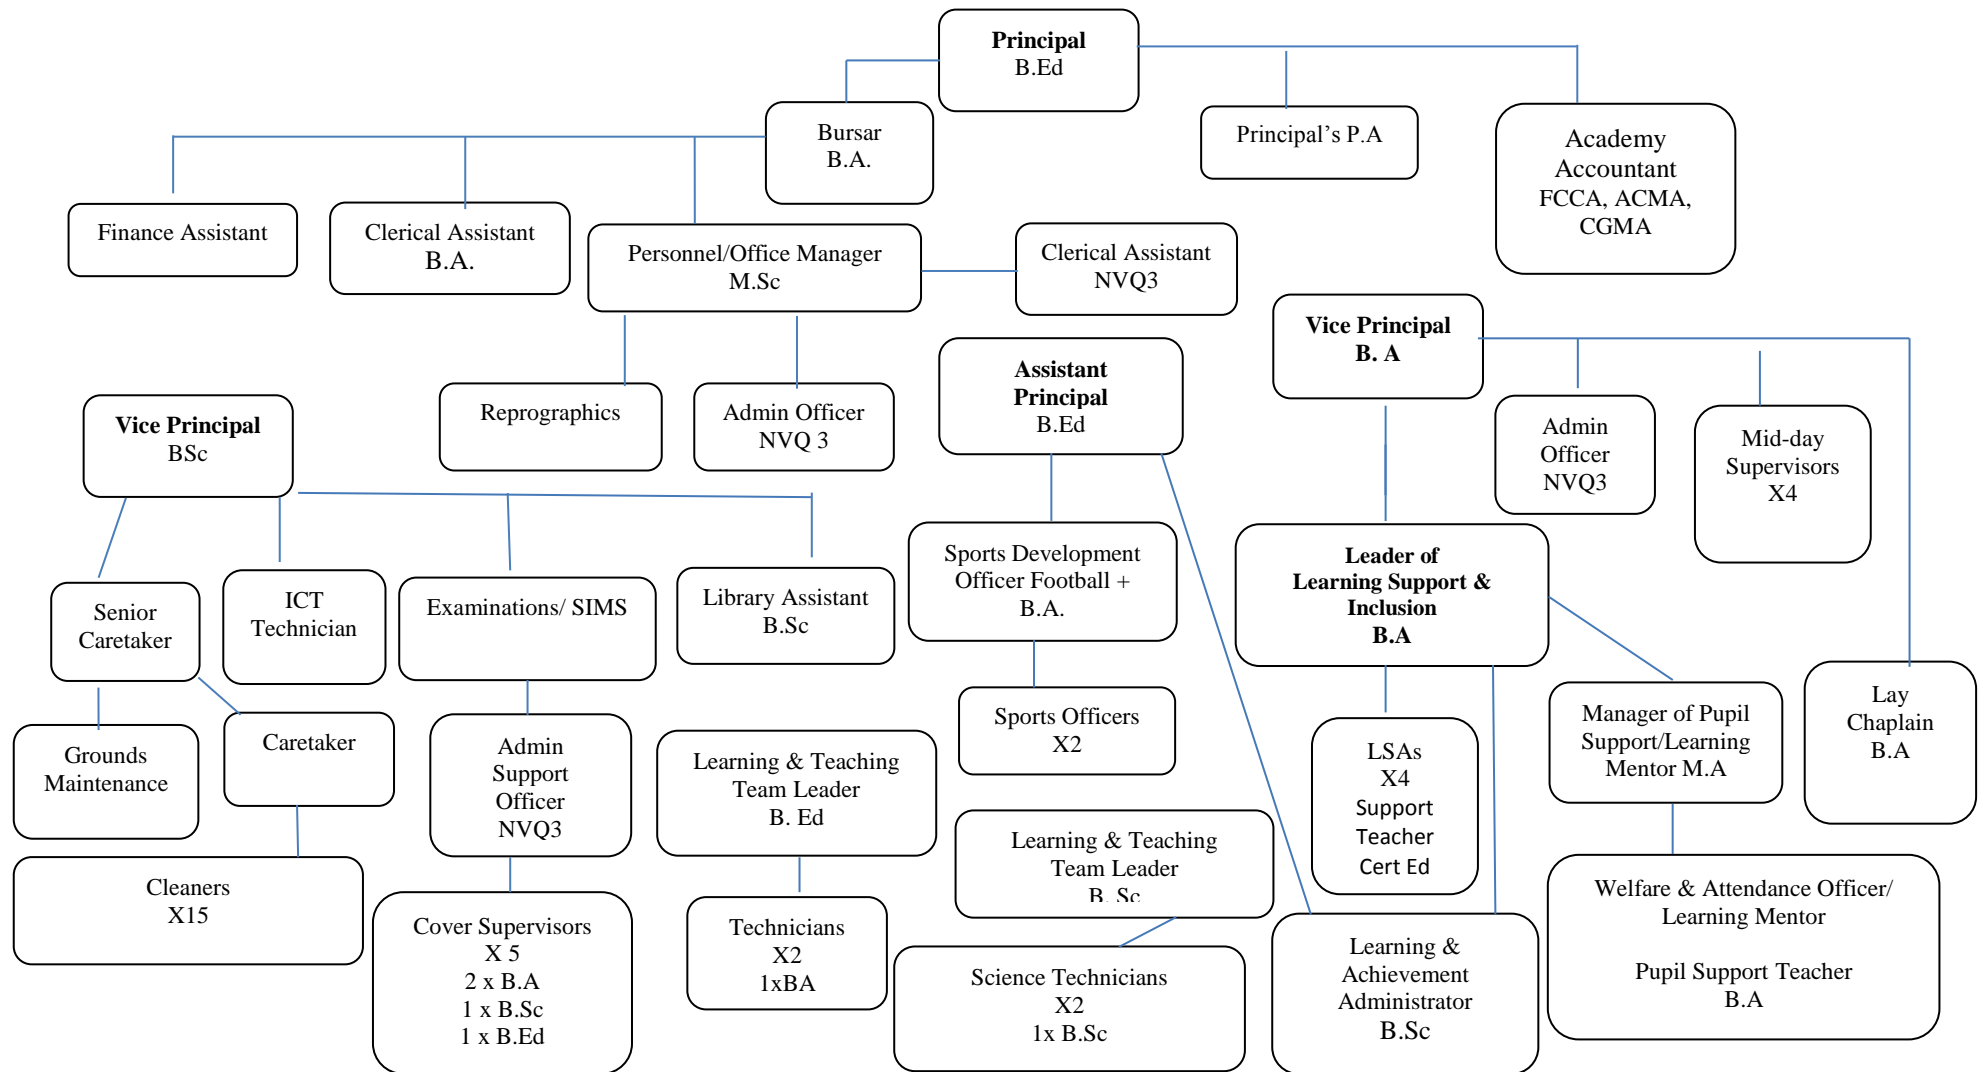 Principal
B.Ed
Bursar
B.A.
Principal’s P.A
Academy
Accountant
FCCA, ACMA,
CGMA
Finance Assistant
Clerical Assistant
B.A.
Personnel/Office Manager
M.Sc
Clerical Assistant
NVQ3
Vice Principal
B. A
Assistant
Principal
B.Ed
Reprographics
Admin Officer
NVQ 3
Vice Principal
BSc
Admin
Officer
NVQ3
Mid-day
Supervisors
X4
Senior
Caretaker
ICT
Technician
Examinations/ SIMS
Library Assistant
B.Sc
Sports Development
Officer Football +
B.A.
Leader of
Learning Support &
Inclusion
B.A
Grounds
Maintenance
Caretaker
Admin
Support
Officer
NVQ3
Learning & Teaching
Team Leader
B. Ed
Sports Officers
X2
LSAs
X4
Support
Teacher
Cert Ed
Manager of Pupil
Support/Learning
Mentor M.A
Lay
Chaplain
B.A
Learning & Teaching
Team Leader
B. Sc
Cleaners
X15
Cover Supervisors
X 5
2 x B.A
1 x B.Sc
1 x B.Ed
Technicians
X2
1xBA
Science Technicians
X2
1x B.Sc
Learning &
Achievement
Administrator
B.Sc
Welfare & Attendance Officer/
Learning Mentor
Pupil Support Teacher
B.A